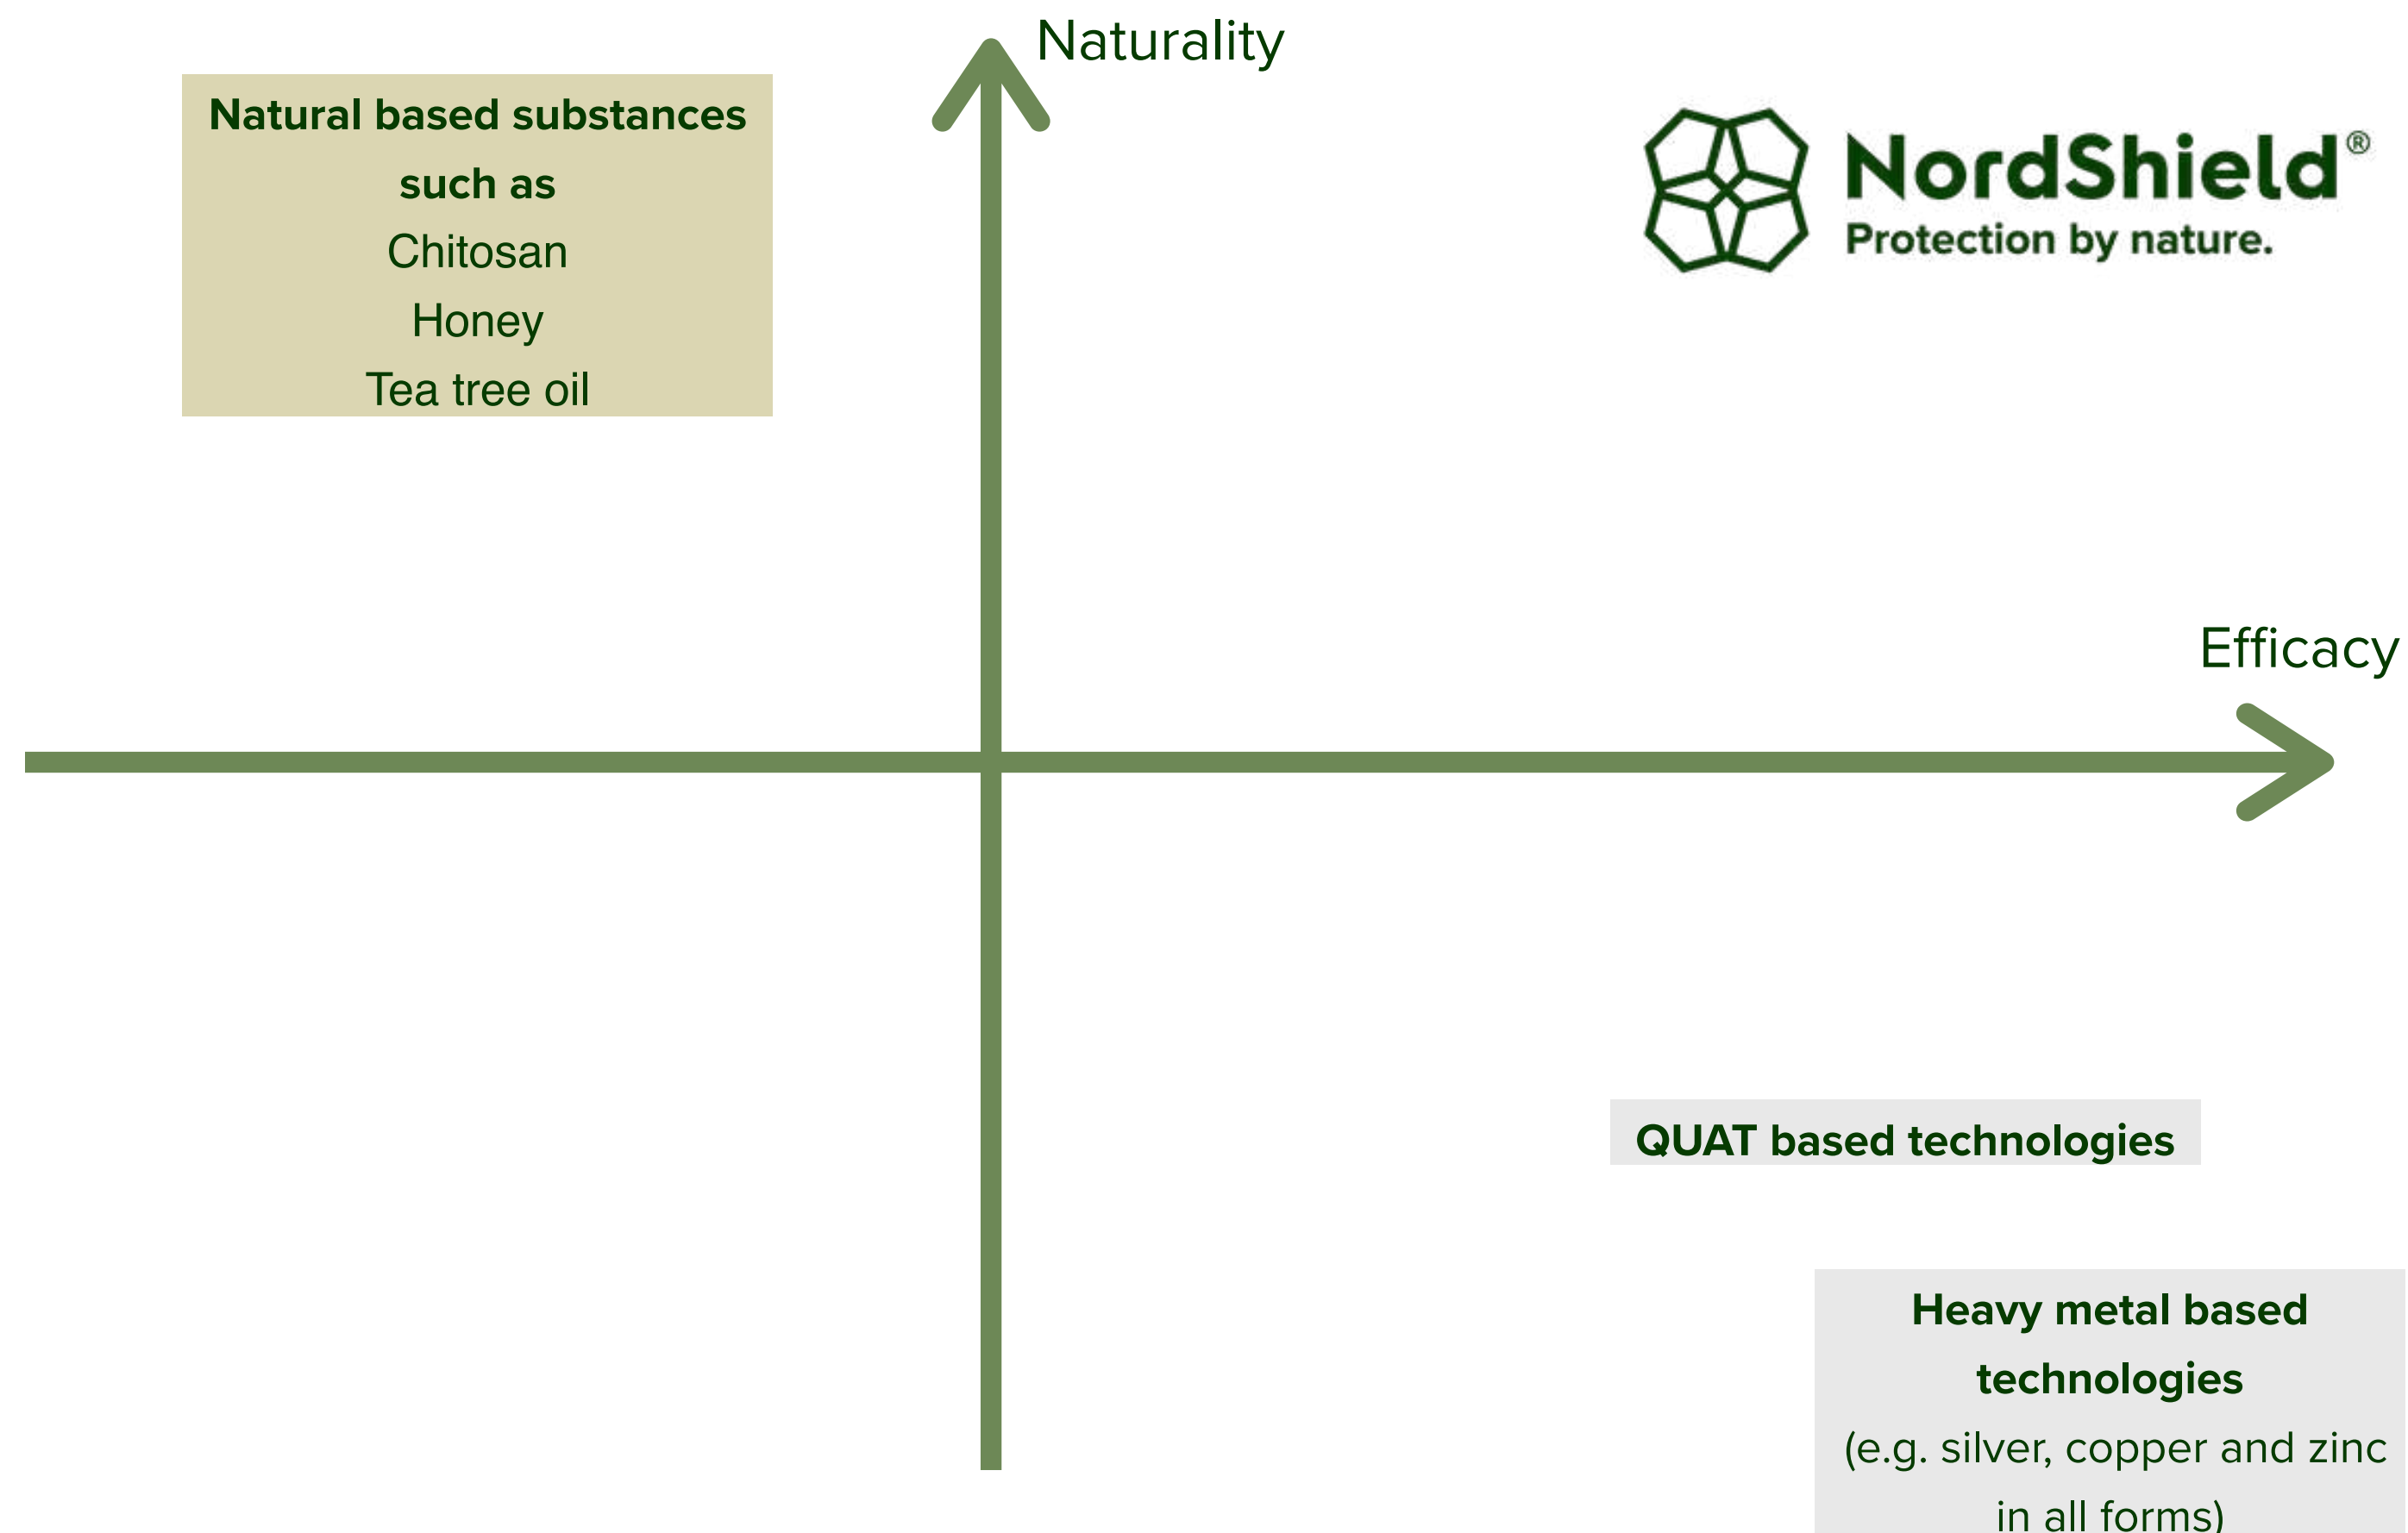 Naturality
Natural based substances
such as
Chitosan
Honey
Tea tree oil
NordShield®
Protection by nature.
Efficacy
QUAT based technologies
Heavy metal based
technologies
(e.g. silver, copper and zinc
in all forms)